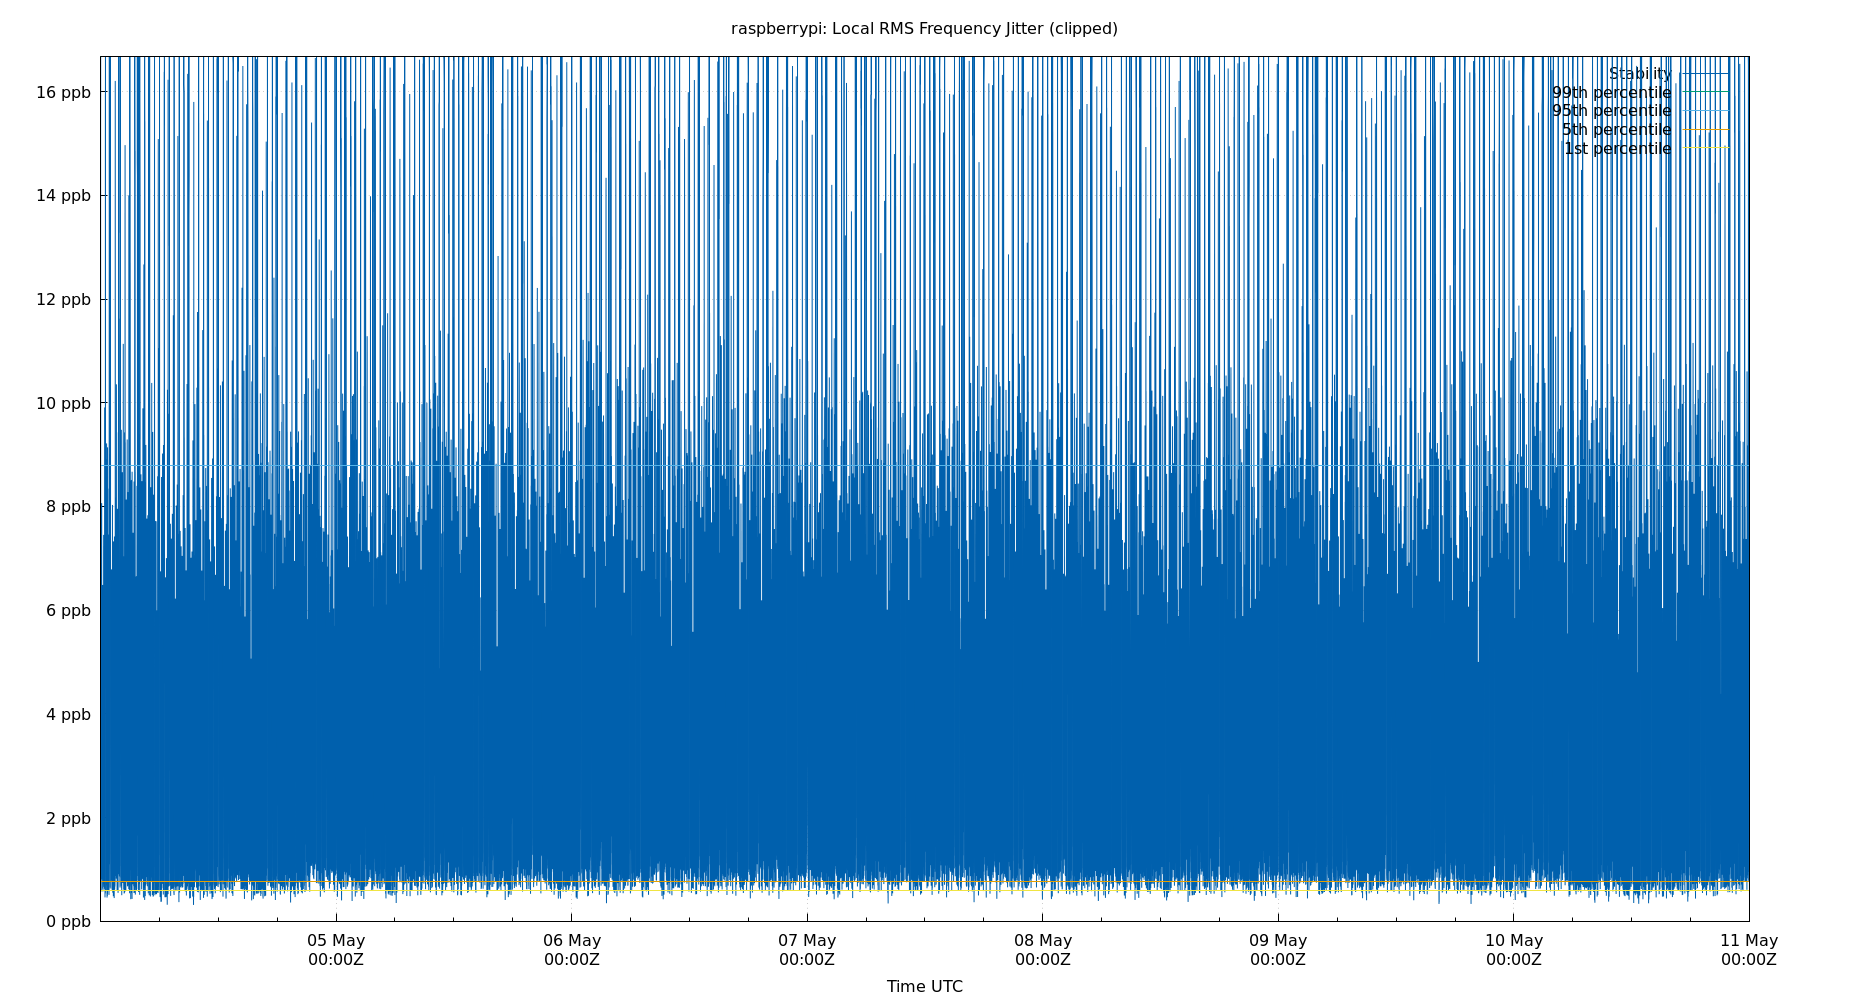 raspberrypi: Local RMS Frequency Jitter (clipped)
Stability
99th percentile
95th percentile
5th percentile
1st percentile
16 ppb
14 ppb
12 ppb
10 ppb
8 ppb
6 ppb
4 ppb
2 ppb
0 ppb
05 May 06 May 07 May 08 May 09 May 10 May 11 May
00:00Z 00:00Z 00:00Z 00:00Z 00:00Z 00:00Z 00:00Z
Time UTC